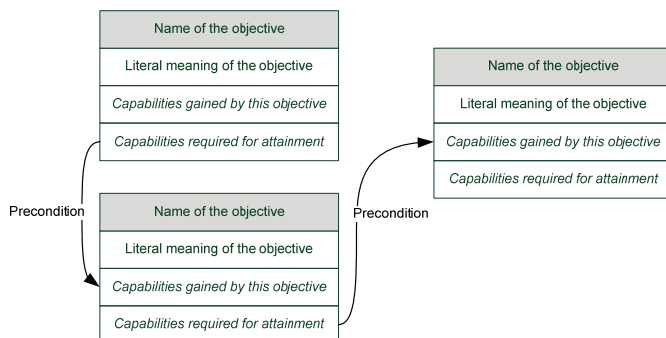 Name of the objective
Literal meaning of the objective
Capabilities gained by this objective
Capabilities required for attainment
Precondition
Name of the objective
Literal meaning of the objective
Capabilities gained by this objective
Capabilities required for attainment
Precondition
Name of the objective
Literal meaning of the objective
Capabilities gained by this objective
Capabilities required for attainment